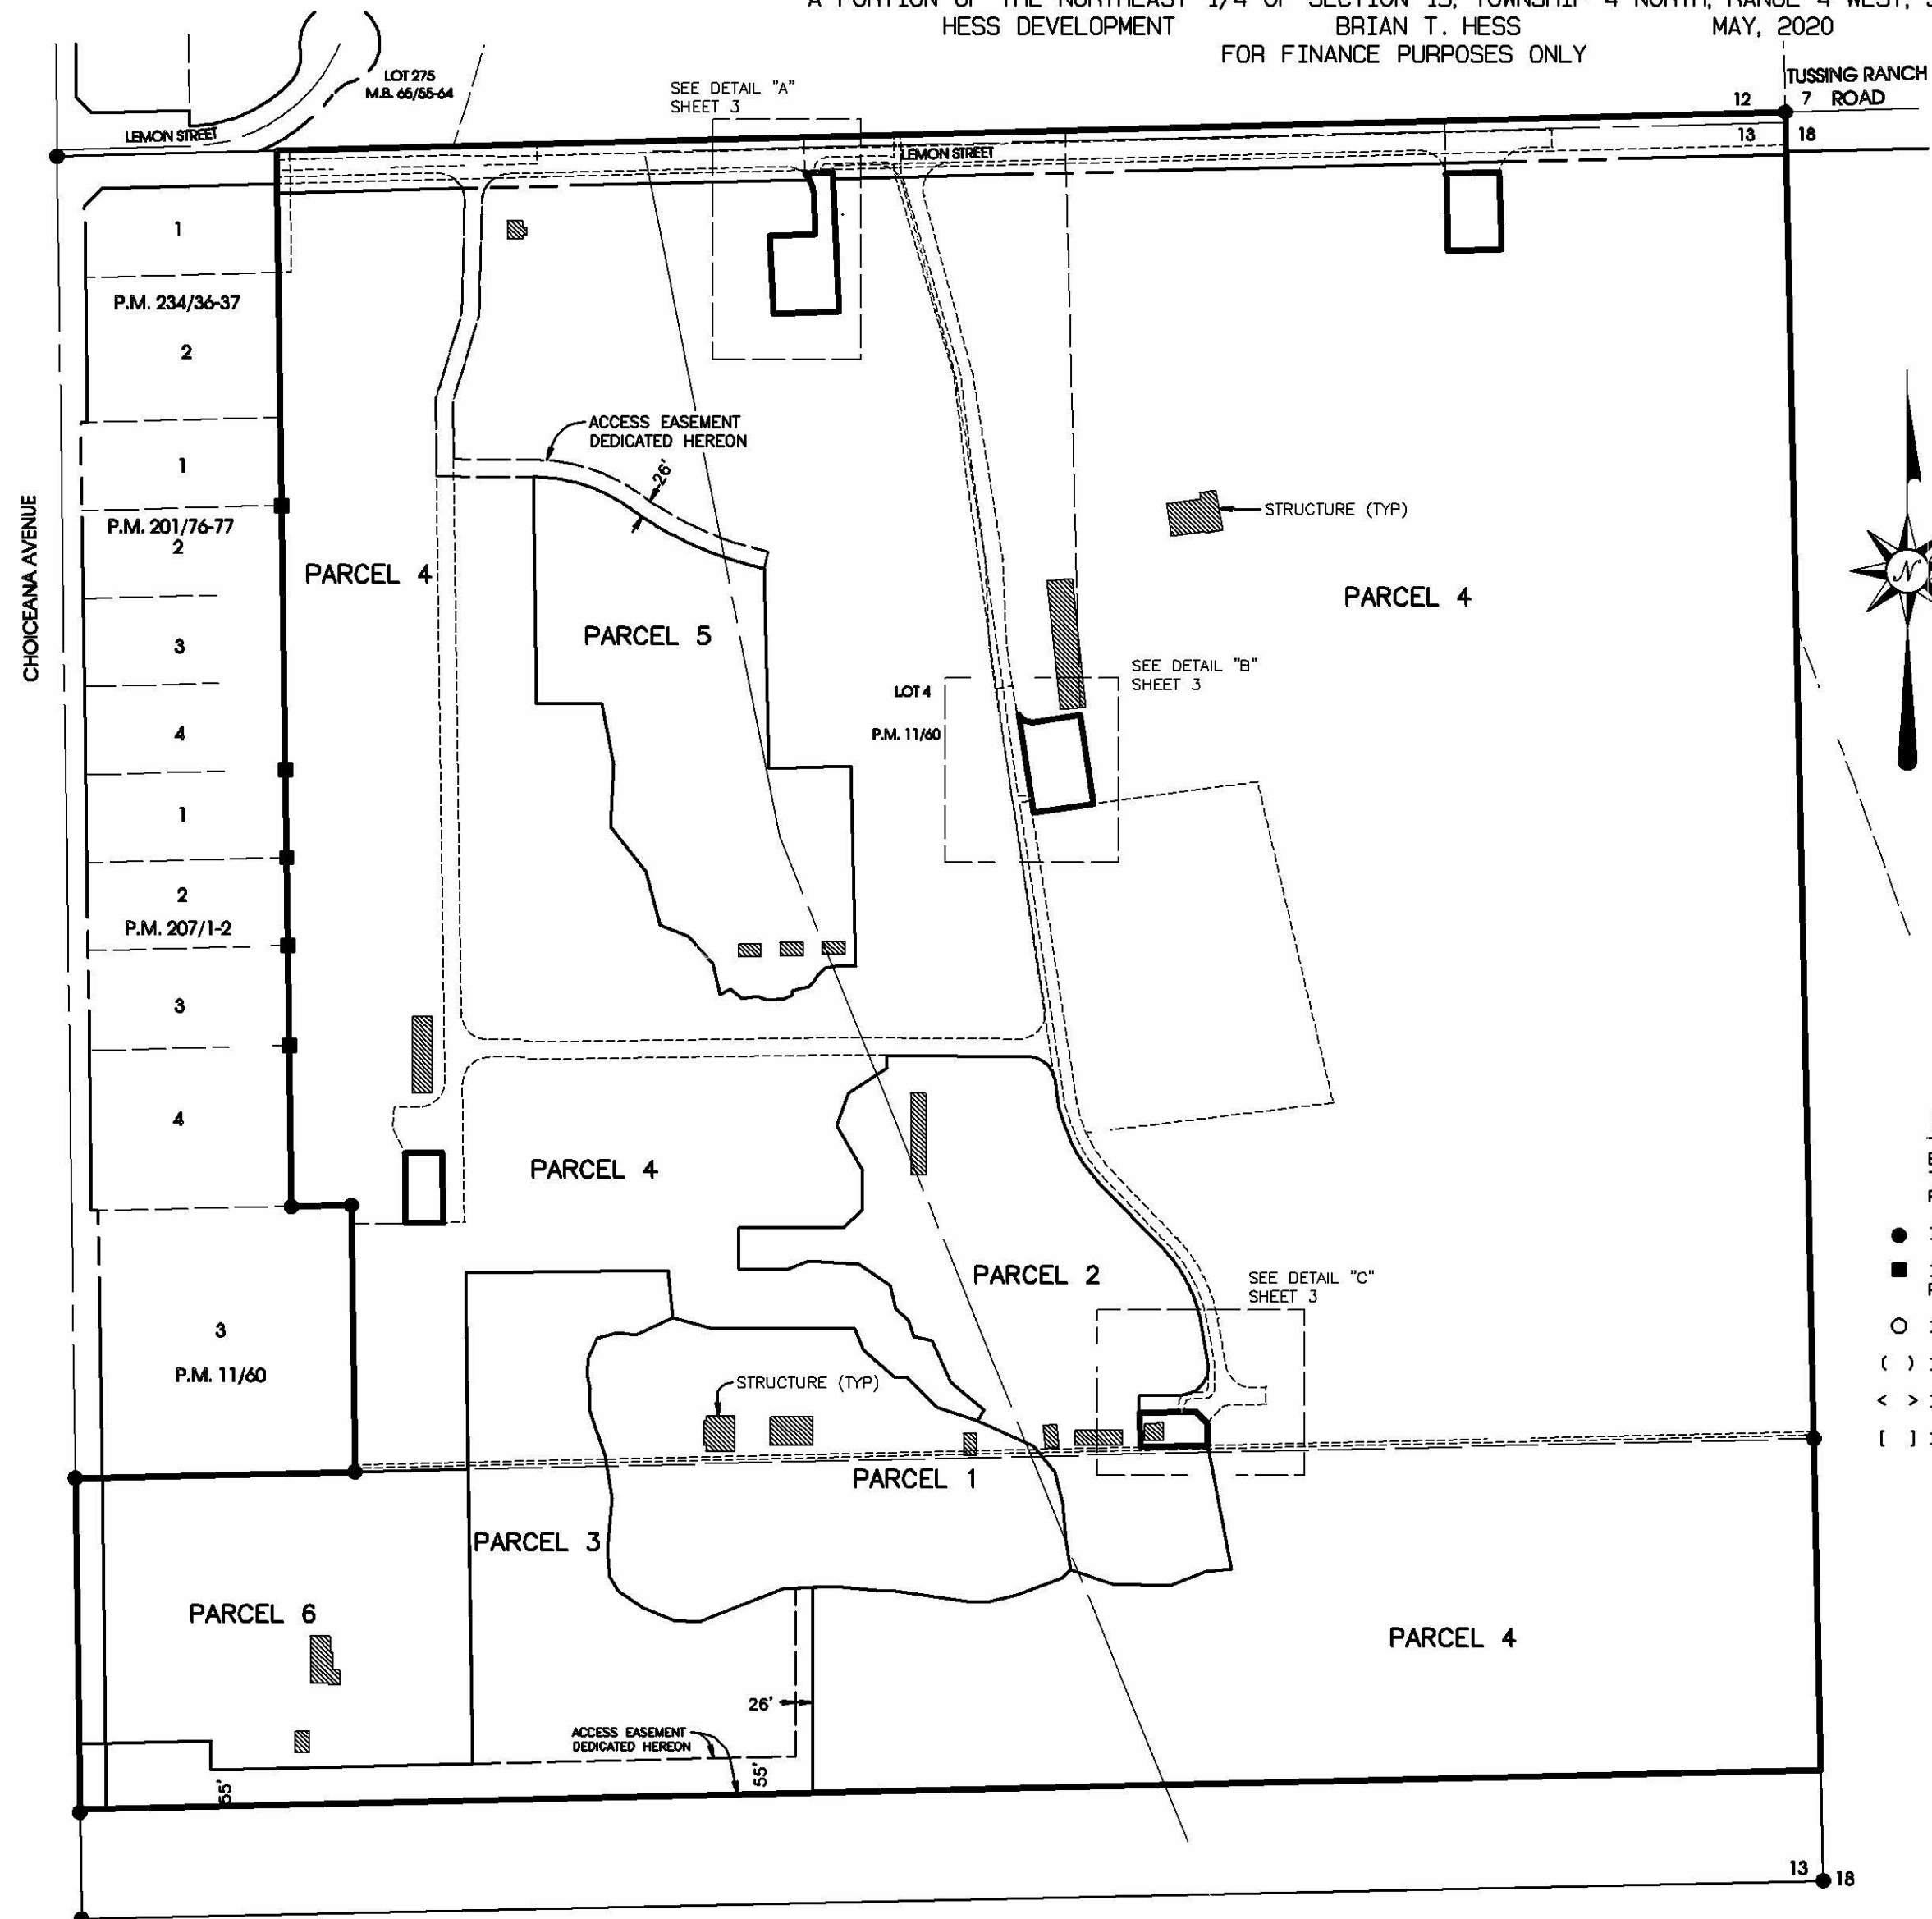 HESS DEVELOPMENT BRIAN T. HESS MAY, 2020
FOR FINANCE PURPOSES ONLY
LOT 275
M.B. 65/55-64
SEE DETAIL "A"
SHEET 3
TUSSING RANCH
ROAD
12
7
13
18
LEMON STREET
LEMON STREET
1
P.M. 234/36-37
2
ACCESS EASEMENT
DEDICATED HEREON
26'
1
P.M. 201/76-77
2
CHOICEANA AVENUE
STRUCTURE (TYP)
N
PARCEL 4
PARCEL 4
PARCEL 5
3
SEE DETAIL "B"
SHEET 3
LOT 4
P.M. 11/60
4
1
2
P.M. 207/1-2
3
4
PARCEL 4
PARCEL 2
SEE DETAIL "C"
SHEET 3
3
P.M. 11/60
( )
< >
[ ]
STRUCTURE (TYP)
PARCEL 1
PARCEL 3
PARCEL 6
PARCEL 4
26'
ACCESS EASEMENT
DEDICATED HEREON
55'
55'
13
18